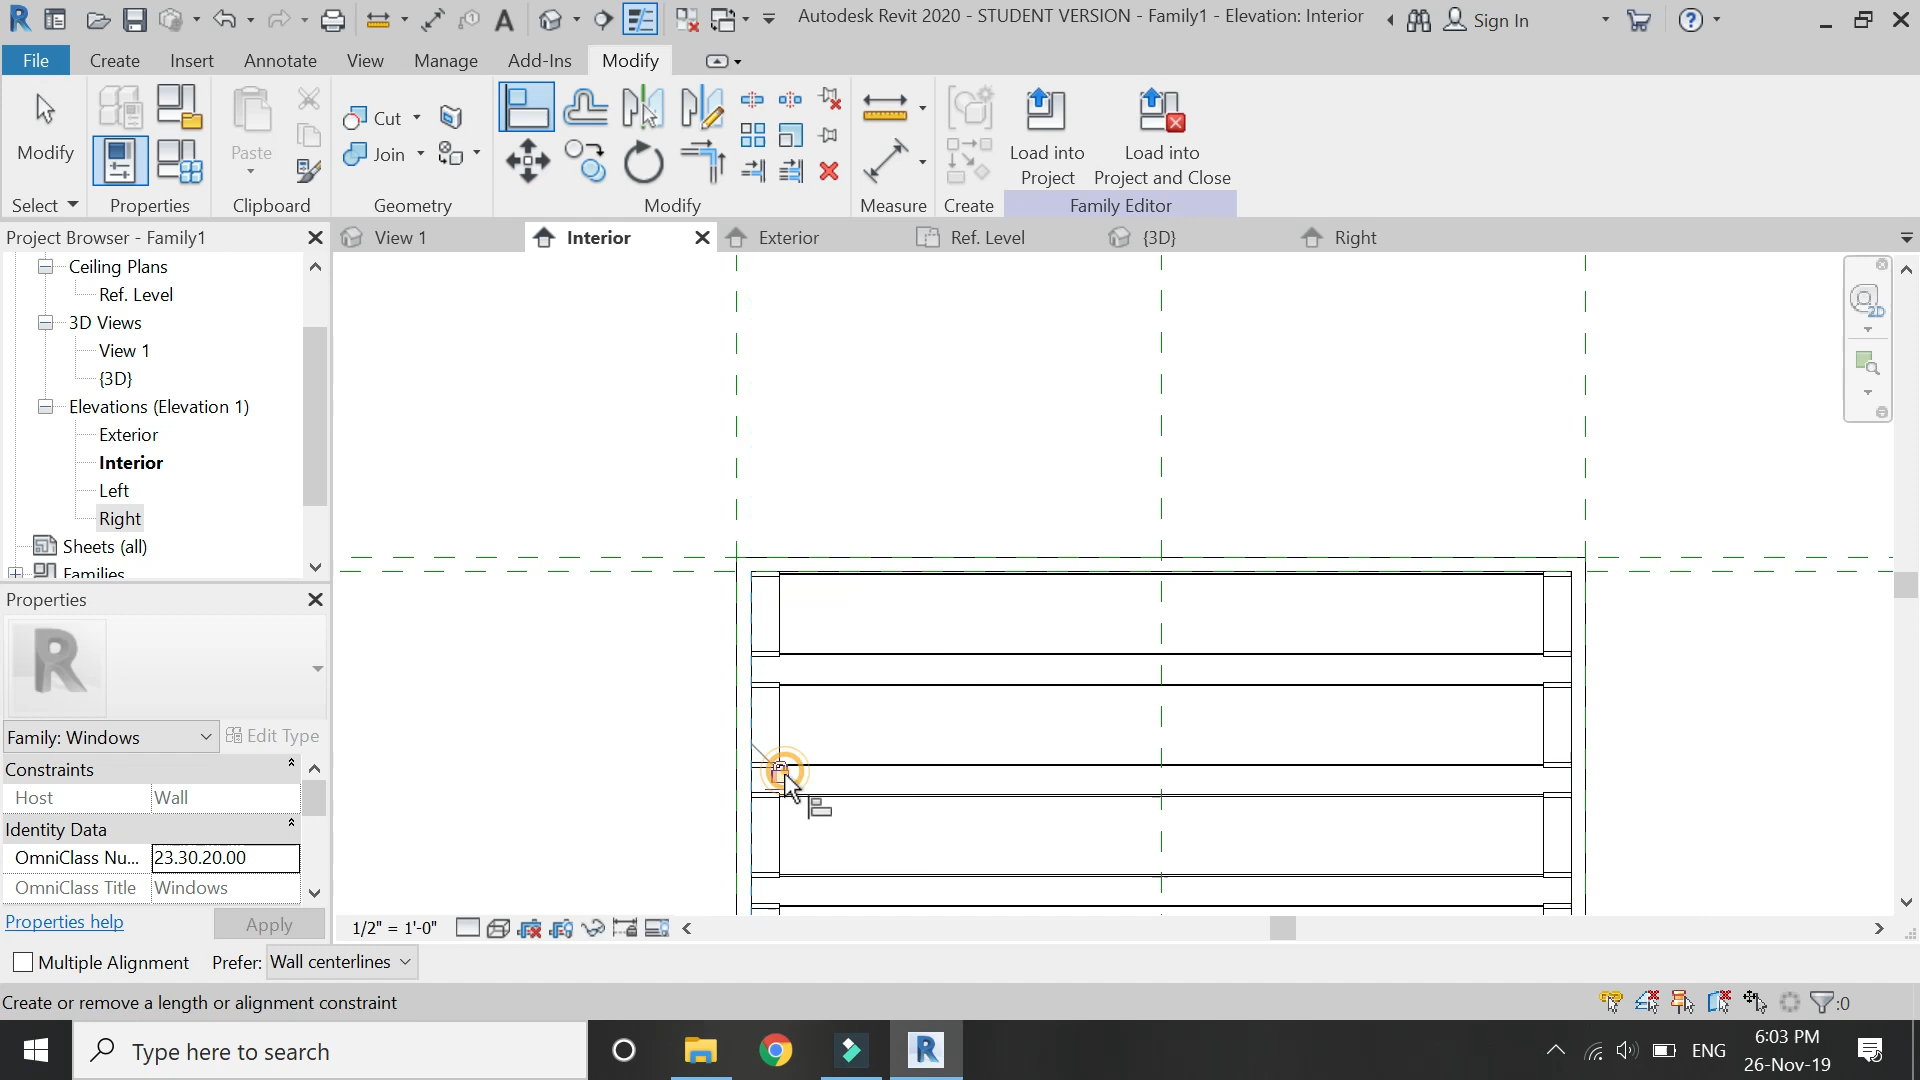 Autodesk Revit 2020 - STUDENT VERSION - Family1 - Elevation: Interior
Sign In
File
Create
Insert
Annotate
View
Manage
Add-Ins
Modify
Modify
Paste
Cut
Join
Load into
Project
Load into
Project and Close
Select
Properties
Clipboard
Geometry
Modify
Measure
Create
Family Editor
Project Browser - Family1
View 1
Interior
Exterior
Ref. Level
{3D}
Right
Ceiling Plans
Ref. Level
3D Views
View 1
{3D}
Elevations (Elevation 1)
Exterior
Interior
Left
Right
Sheets (all)
Families
2D
Properties
R
Family: Windows
Edit Type
Constraints
Host
Wall
Identity Data
OmniClass Nu...
23.30.20.00
OmniClass Title
Windows
Properties help
Apply
1/2" = 1'-0"
Multiple Alignment
Prefer:
Wall centerlines
Create or remove a length or alignment constraint
:0
Type here to search
ENG
6:03 PM
26-Nov-19